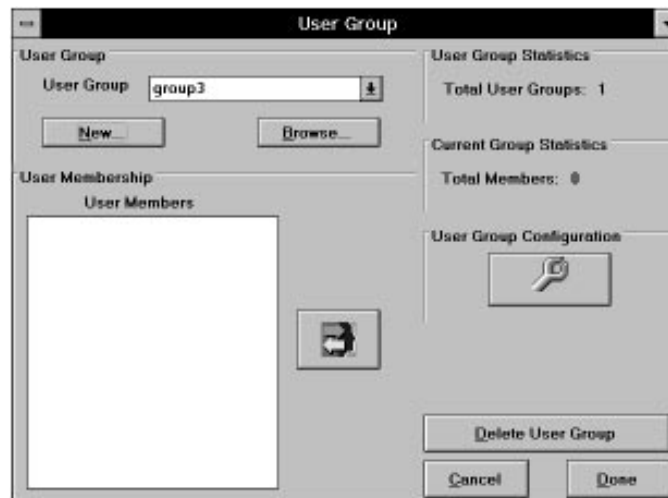 User Group
User Group
User Group group3
New...
Browse...
User Membership
User Members
User Group Statistics
Total User Groups: 1
Current Group Statistics
Total Members: 0
User Group Configuration
Delete User Group
Cancel
Done